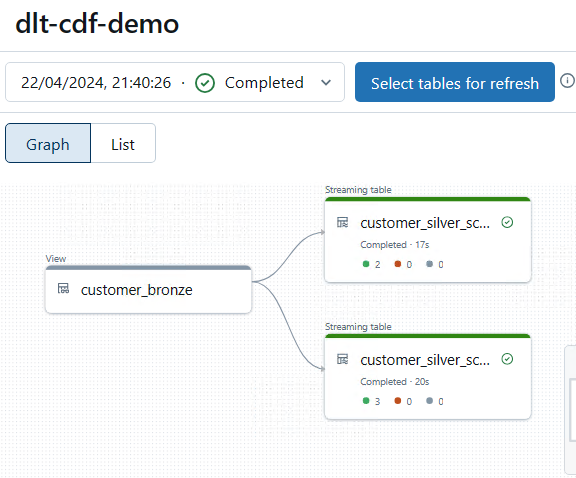 dlt-cdf-demo
22/04/2024, 21:40:26 · Completed
Select tables for refresh
Graph
List
Streaming table
customer_silver_sc...
Completed · 17s
2 0 0
View
customer_bronze
Streaming table
customer_silver_sc...
Completed · 20s
3 0 0